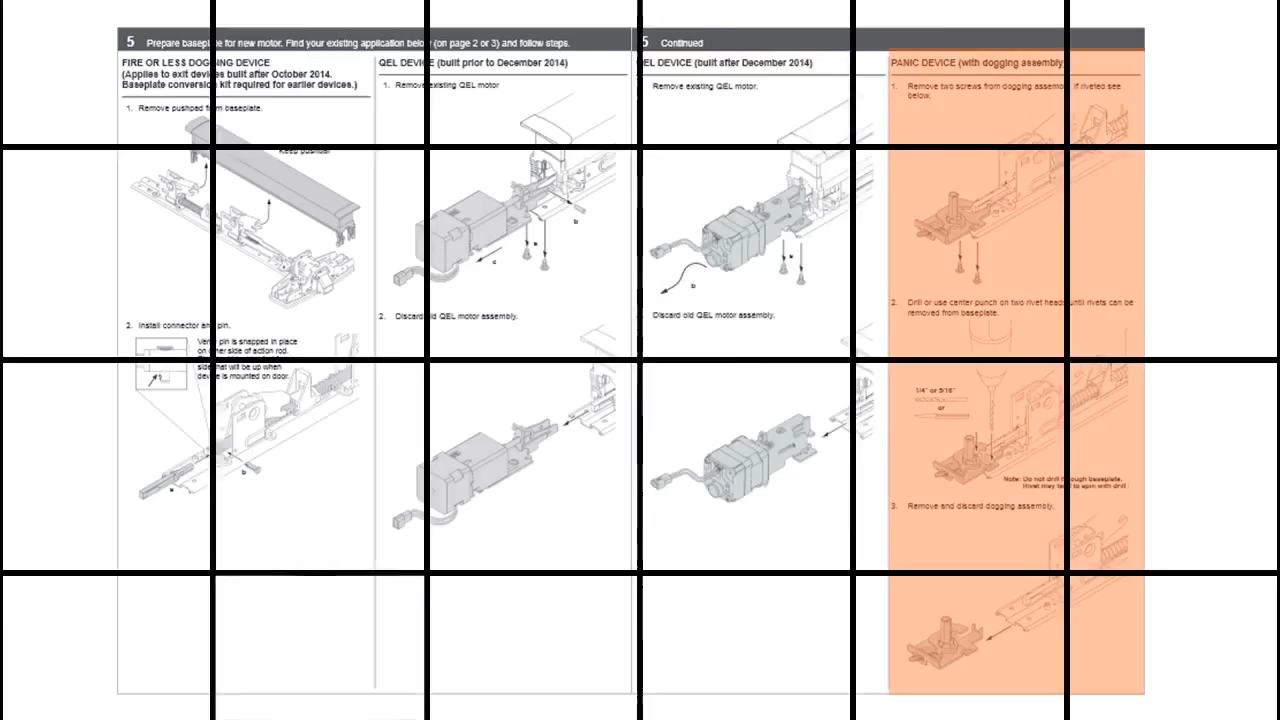 5 Prepare baseplate for new motor. Find your existing application below (on page 2 or 3) and follow steps.
FIRE OR LESS DOGGING DEVICE
(Applies to exit devices built after October 2014.
Baseplate conversion kit required for earlier devices.)
1. Remove pushpad from baseplate.
Keep pushbar.
2. Install connector and pin.
Verify pin is snapped in place
on other side of action rod.
side that will be up when
device is mounted on door.
b
a
QEL DEVICE (built prior to December 2014)
1. Remove existing QEL motor
b
a
c
2. Discard old QEL motor assembly.
5 Continued
QEL DEVICE (built after December 2014)
Remove existing QEL motor.
a
b
Discard old QEL motor assembly.
PANIC DEVICE (with dogging assembly)
1. Remove two screws from dogging assembly. If riveted see
below.
2. Drill or use center punch on two rivet heads until rivets can be
removed from baseplate.
1/4" or 5/16"
or
Note: Do not drill through baseplate.
Rivet may tend to spin with drill
3. Remove and discard dogging assembly.